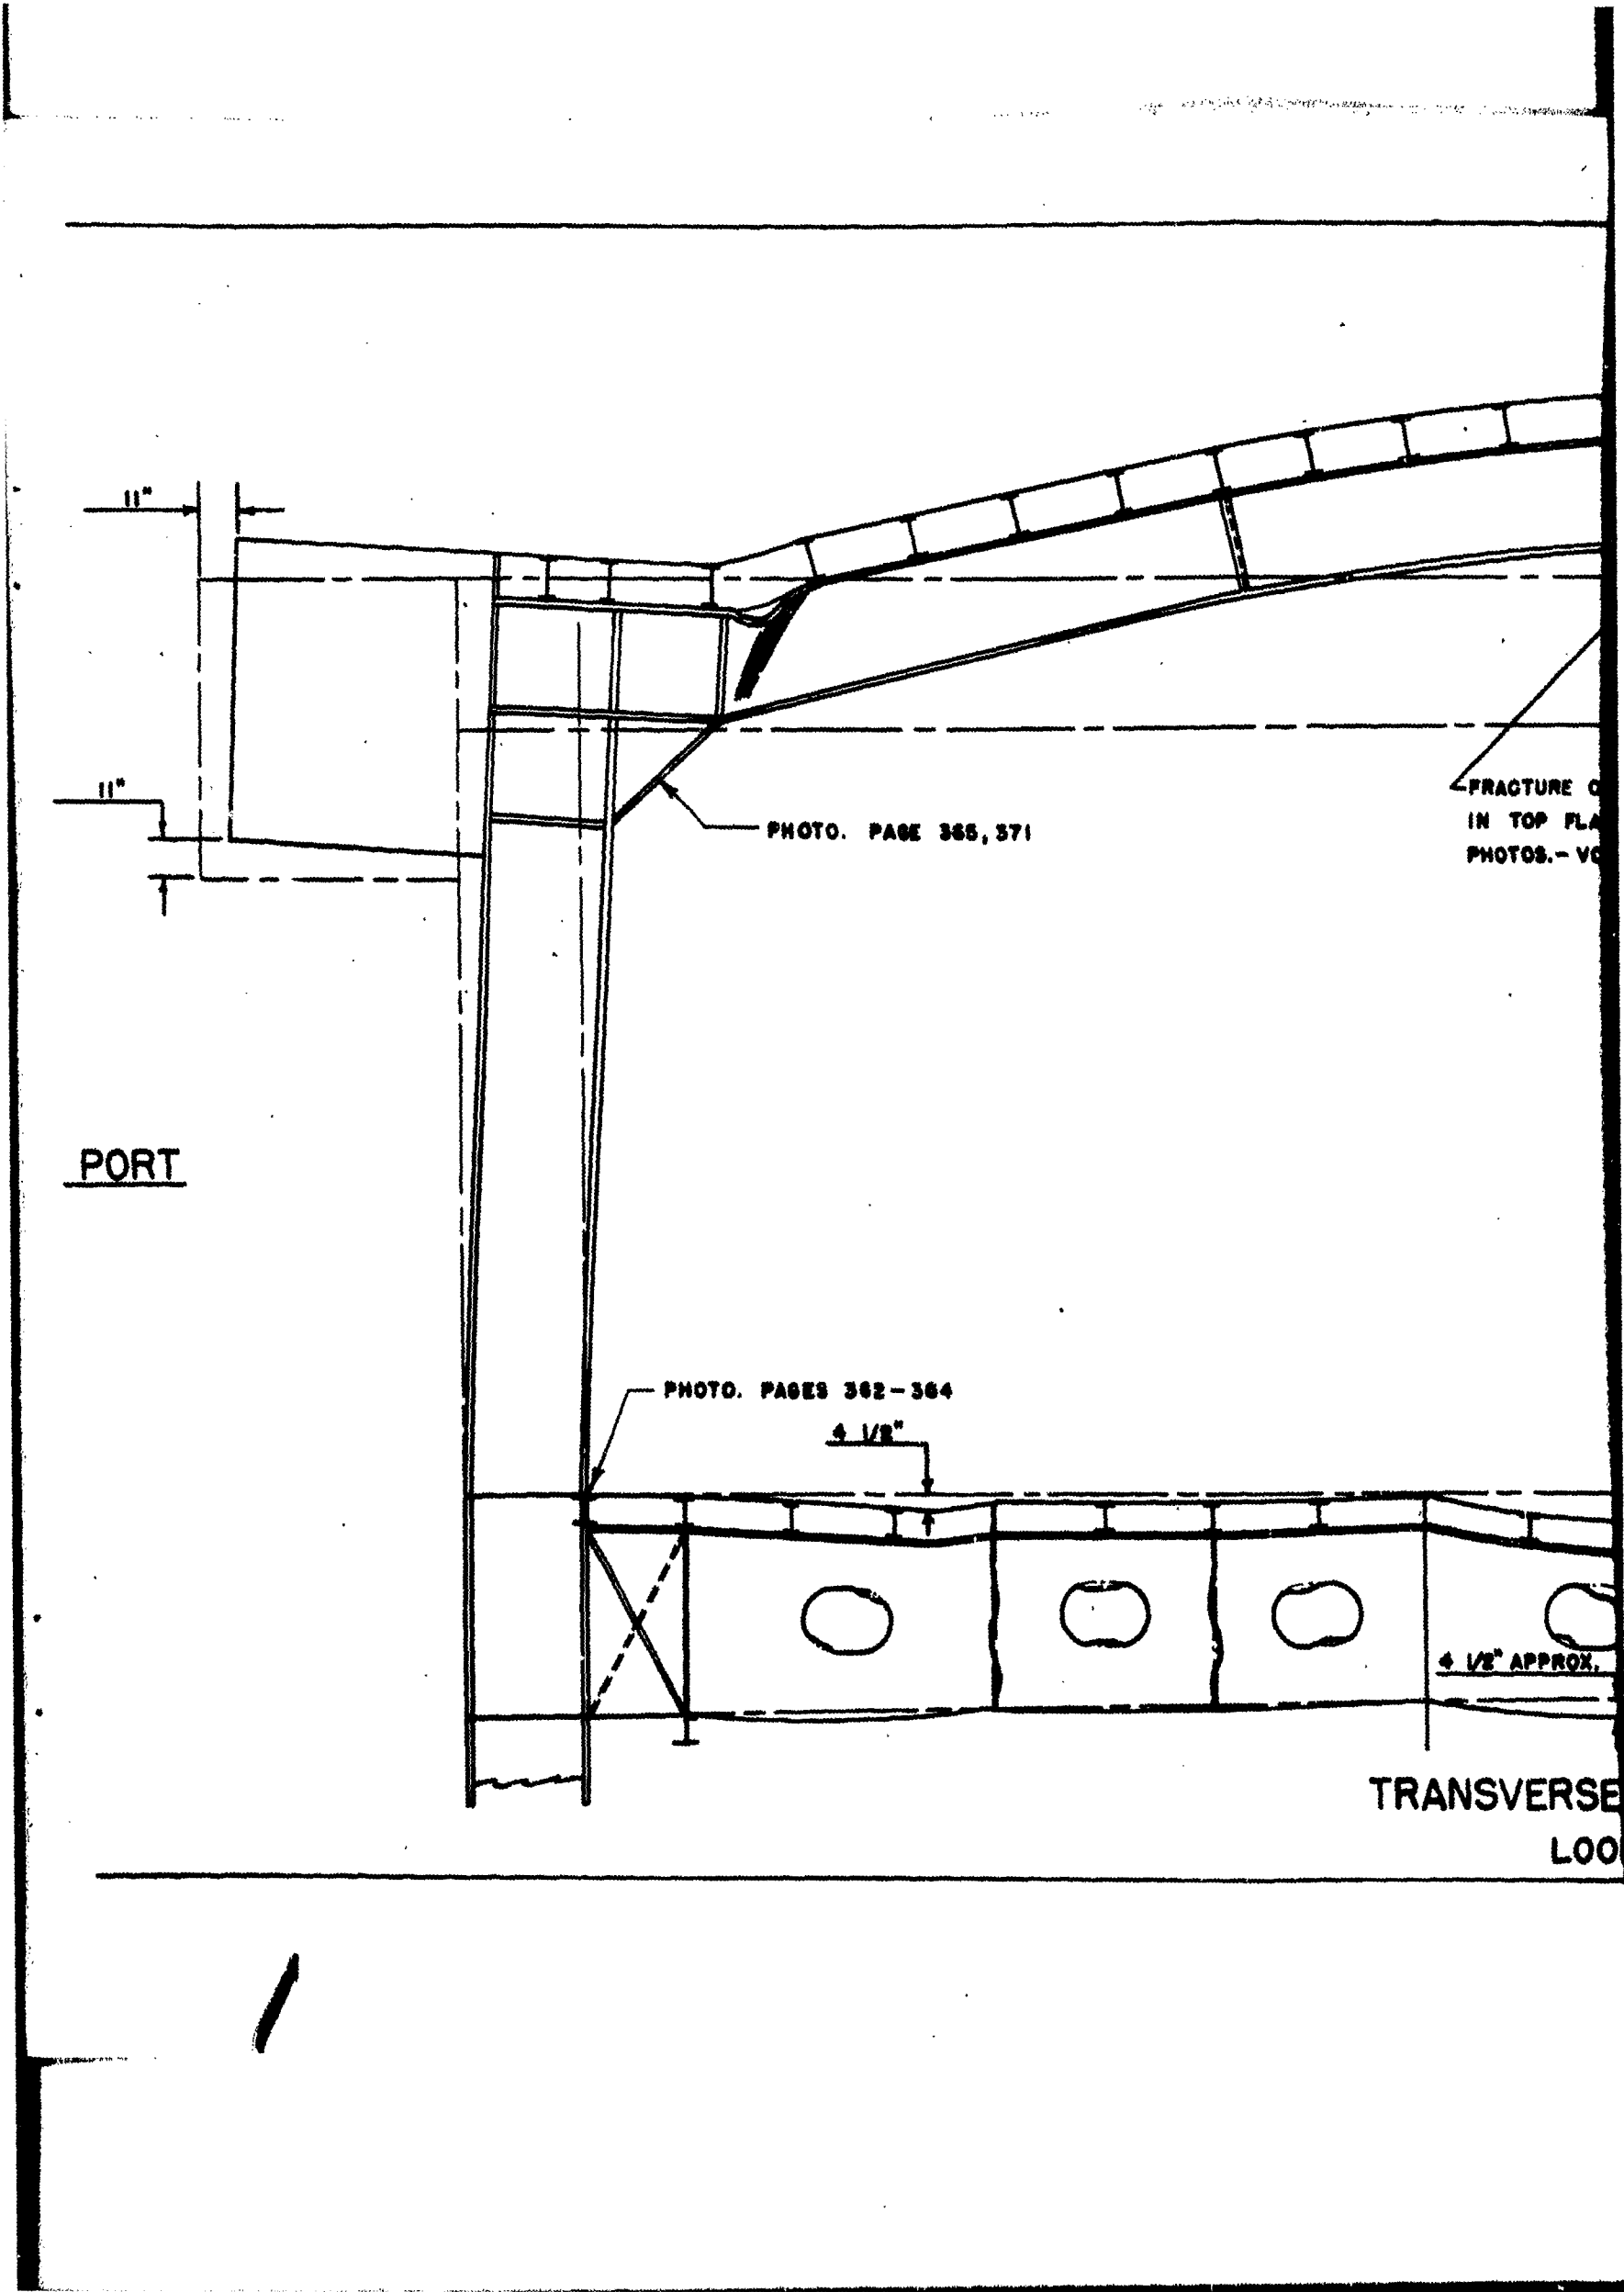 11"
11"
PHOTO. PAGE 365, 371
FRACTURE
IN TOP
PHOTOS.-
PORT
PHOTO. PAGES 362-364
4 1/2"
4 1/2" APPROX.
TRANSVERSE